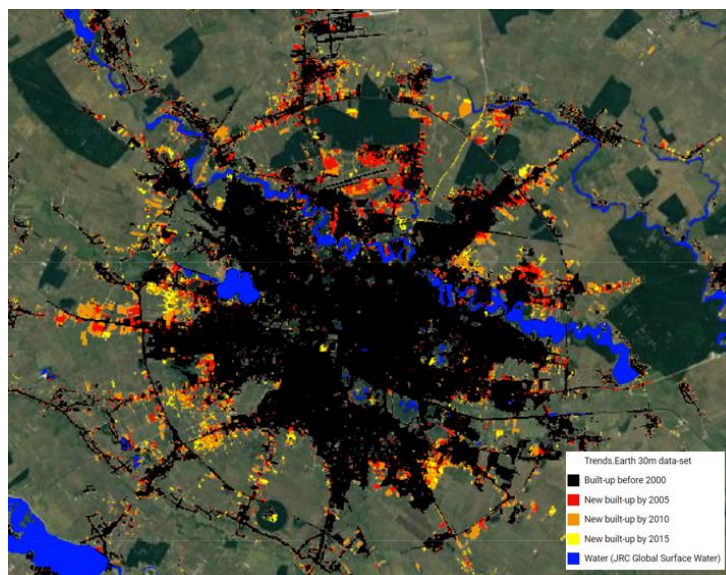 Trends.Earth 30m data-set
Built-up before 2000
New built-up by 2005
New built-up by 2010
New built-up by 2015
Water (JRC Global Surface Water)